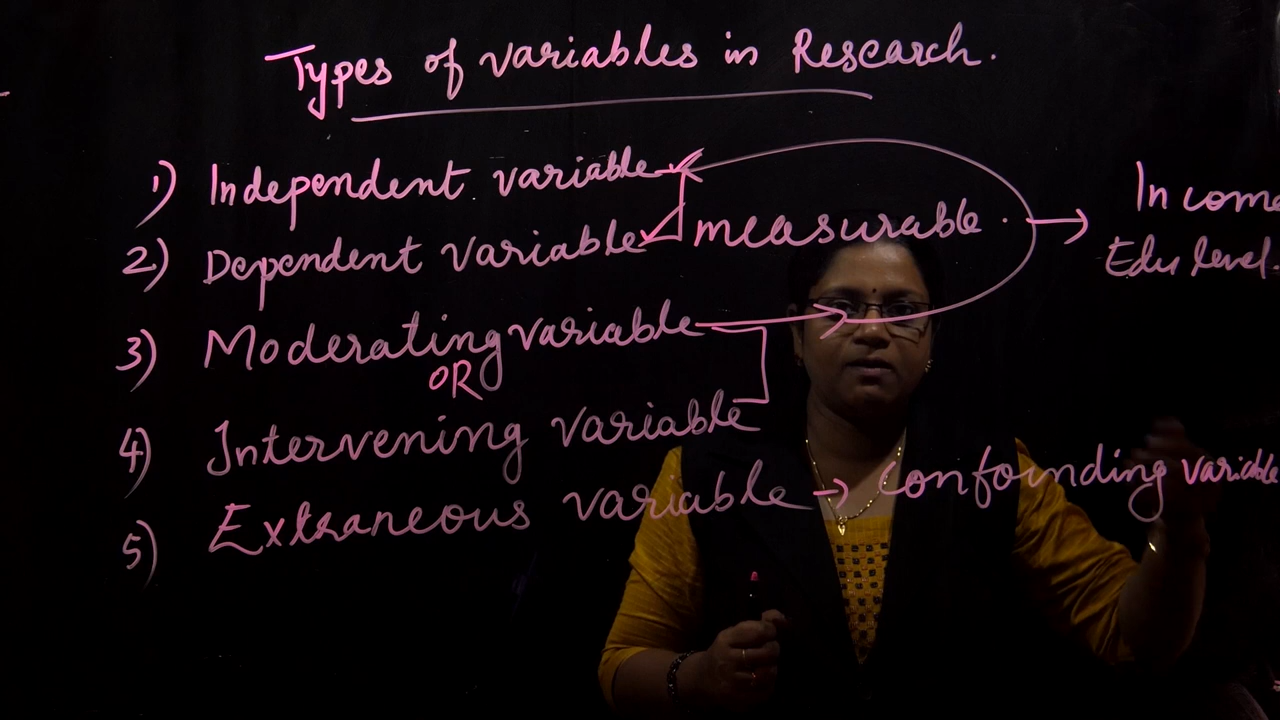 Types of variables in Research.
1) Independent variable
2) Dependent variable measurable.
Income
Edu level.
3) Moderating variable
OR
4) Intervening variable
5) Extraneous variable → confounding variable